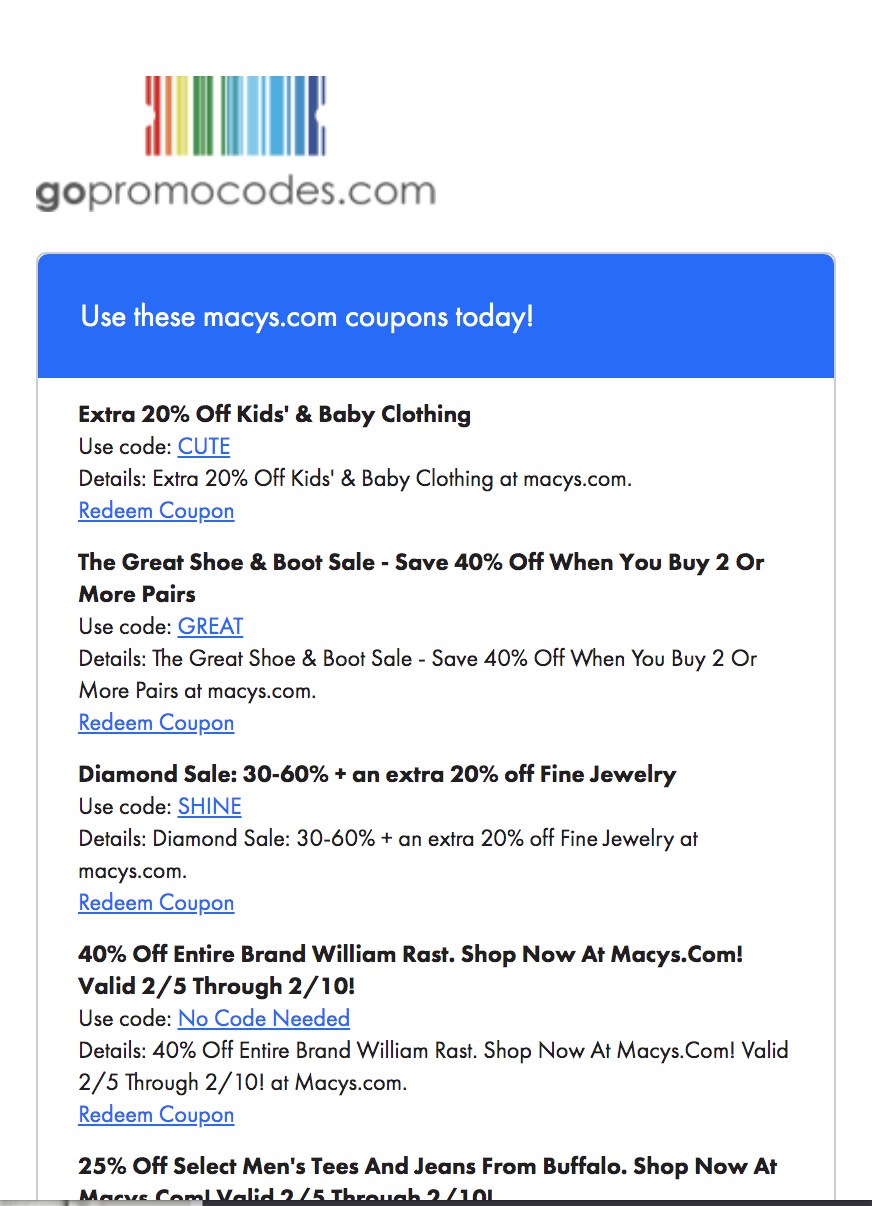 gopromocodes.com
Use these macys.com coupons today!
Extra 20% Off Kids' & Baby Clothing
Use code: CUTE
Details: Extra 20% Off Kids' & Baby Clothing at macys.com.
Redeem Coupon
The Great Shoe & Boot Sale - Save 40% Off When You Buy 2 Or
More Pairs
Use code: GREAT
Details: The Great Shoe & Boot Sale - Save 40% Off When You Buy 2 Or
More Pairs at macys.com.
Redeem Coupon
Diamond Sale: 30-60% + an extra 20% off Fine Jewelry
Use code: SHINE
Details: Diamond Sale: 30-60% + an extra 20% off Fine Jewelry at
macys.com.
Redeem Coupon
40% Off Entire Brand William Rast. Shop Now At Macys.Com!
Valid 2/5 Through 2/10!
Use code: No Code Needed
Details: 40% Off Entire Brand William Rast. Shop Now At Macys.Com! Valid
2/5 Through 2/10! at Macys.com.
Redeem Coupon
25% Off Select Men's Tees And Jeans From Buffalo. Shop Now At
Macys.Com! Valid 2/5 Through 2/10!